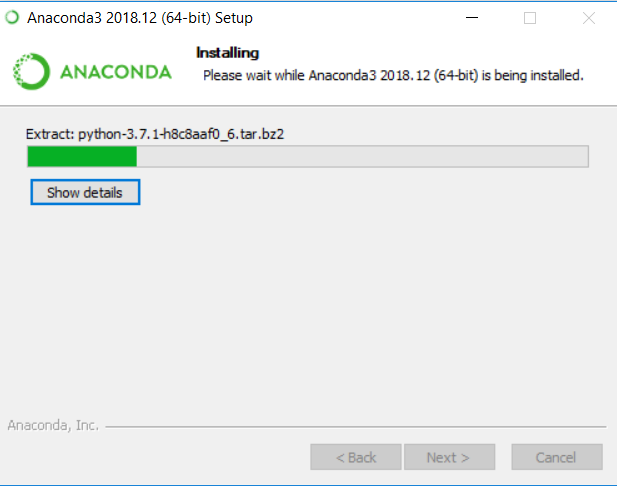 Anaconda3 2018.12 (64-bit) Setup
Installing
ANACONDA
Please wait while Anaconda3 2018.12 (64-bit) is being installed.
Extract: python-3.7.1-h8c8aaf0_6.tar.bz2
Show details
Anaconda, Inc.
< Back Next > Cancel